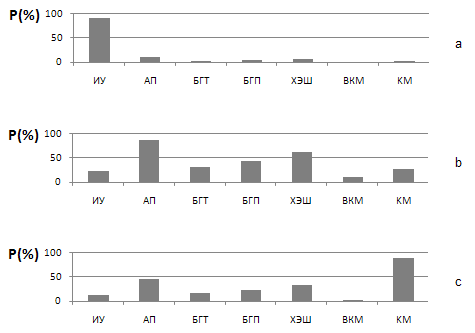 P(%)
100
50
0
ИУ АП БГТ БГП ХЭШ ВКМ КМ
a
P(%)
100
50
0
ИУ АП БГТ БГП ХЭШ ВКМ КМ
b
P(%)
100
50
0
ИУ АП БГТ БГП ХЭШ ВКМ КМ
c